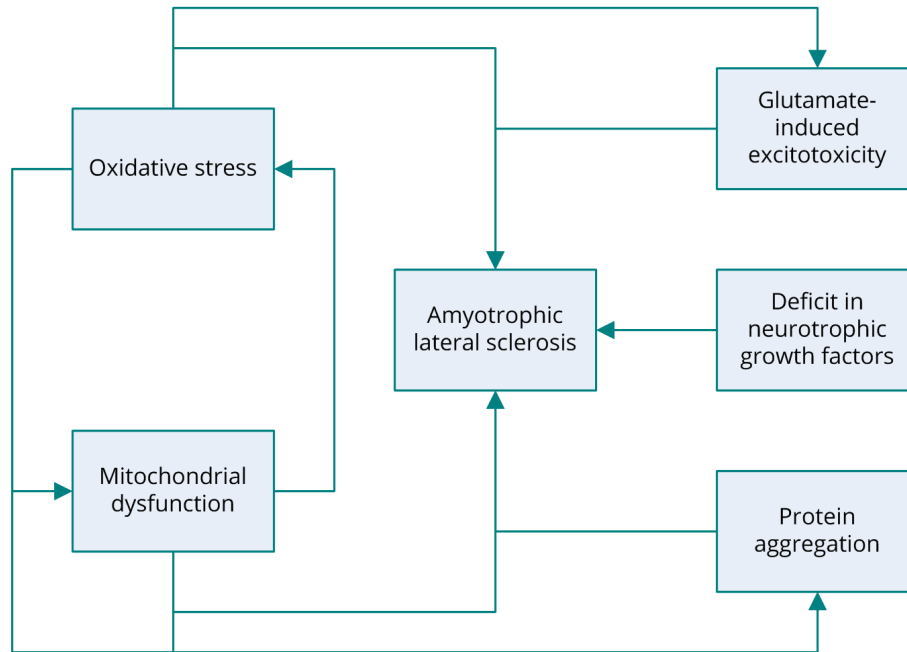 Glutamate-
induced
excitotoxicity
Oxidative stress
Amyotrophic
lateral sclerosis
Deficit in
neurotrophic
growth factors
Mitochondrial
dysfunction
Protein
aggregation